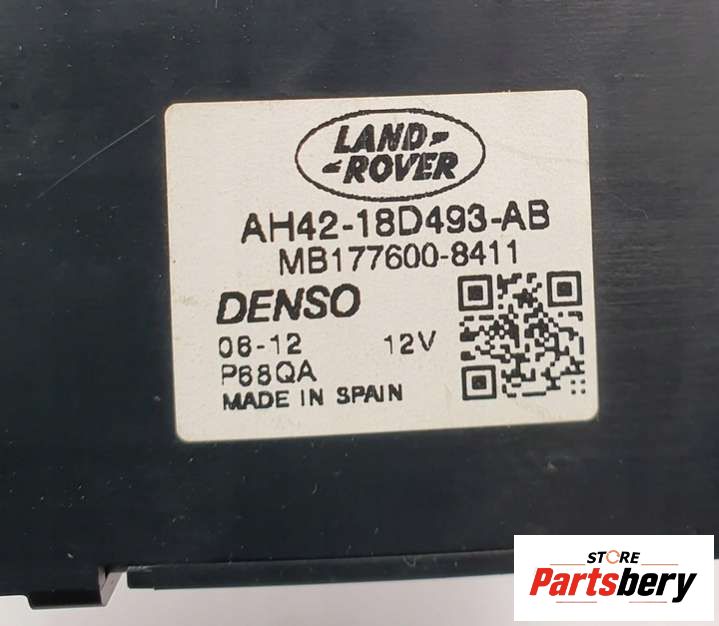 LAND-
-ROVER
AH42-18D493-AB
MB177600-8411
DENSO
06-12 12V
P68QA
MADE IN SPAIN
STORE
Partsbery